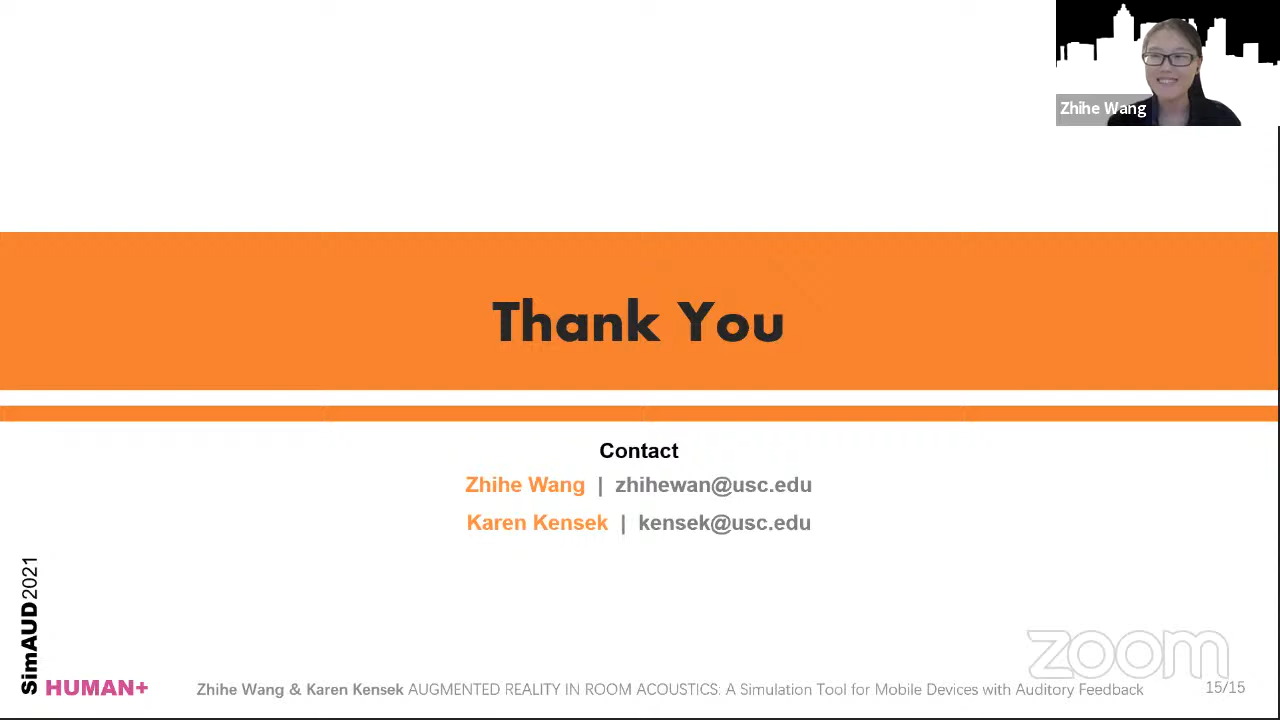 Zhihe Wang
Thank You
Contact
Zhihe Wang | zhihewan@usc.edu
Karen Kensek | kensek@usc.edu
SimAUD2021
HUMAN+
Zhihe Wang & Karen Kensek AUGMENTED REALITY IN ROOM ACOUSTICS: A Simulation Tool for Mobile Devices with Auditory Feedback
zoom
15/15